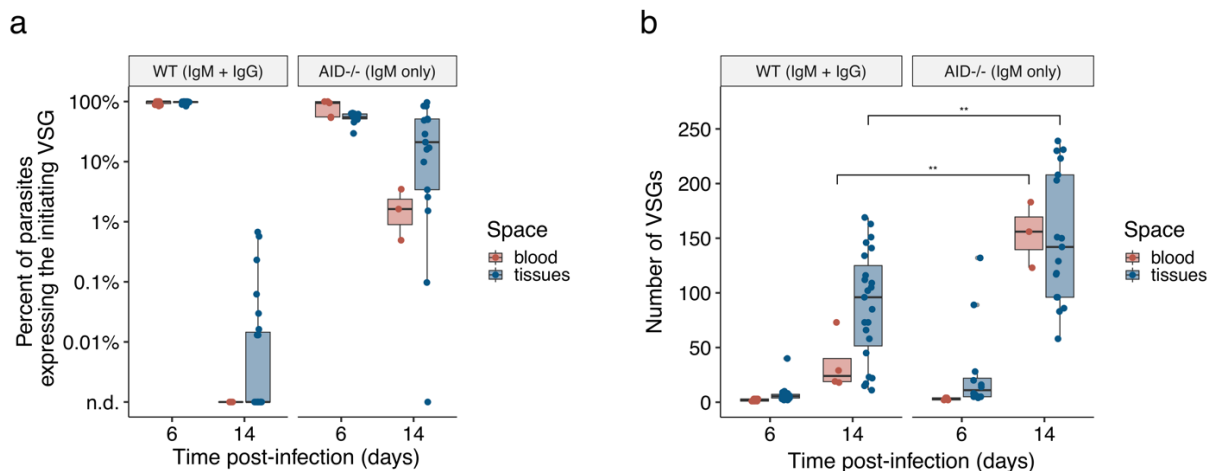 a
WT (IgM + IgG)
AID-/- (IgM only)
Percent of parasites
expressing the initiating VSG
100%
10%
1%
0.1%
0.01%
n.d.
6
14
6
14
Time post-infection (days)
Space
blood
tissues
b
WT (IgM + IgG)
AID-/- (IgM only)
Number of VSGs
250
200
150
100
50
0
**
**
6
14
6
14
Time post-infection (days)
Space
blood
tissues